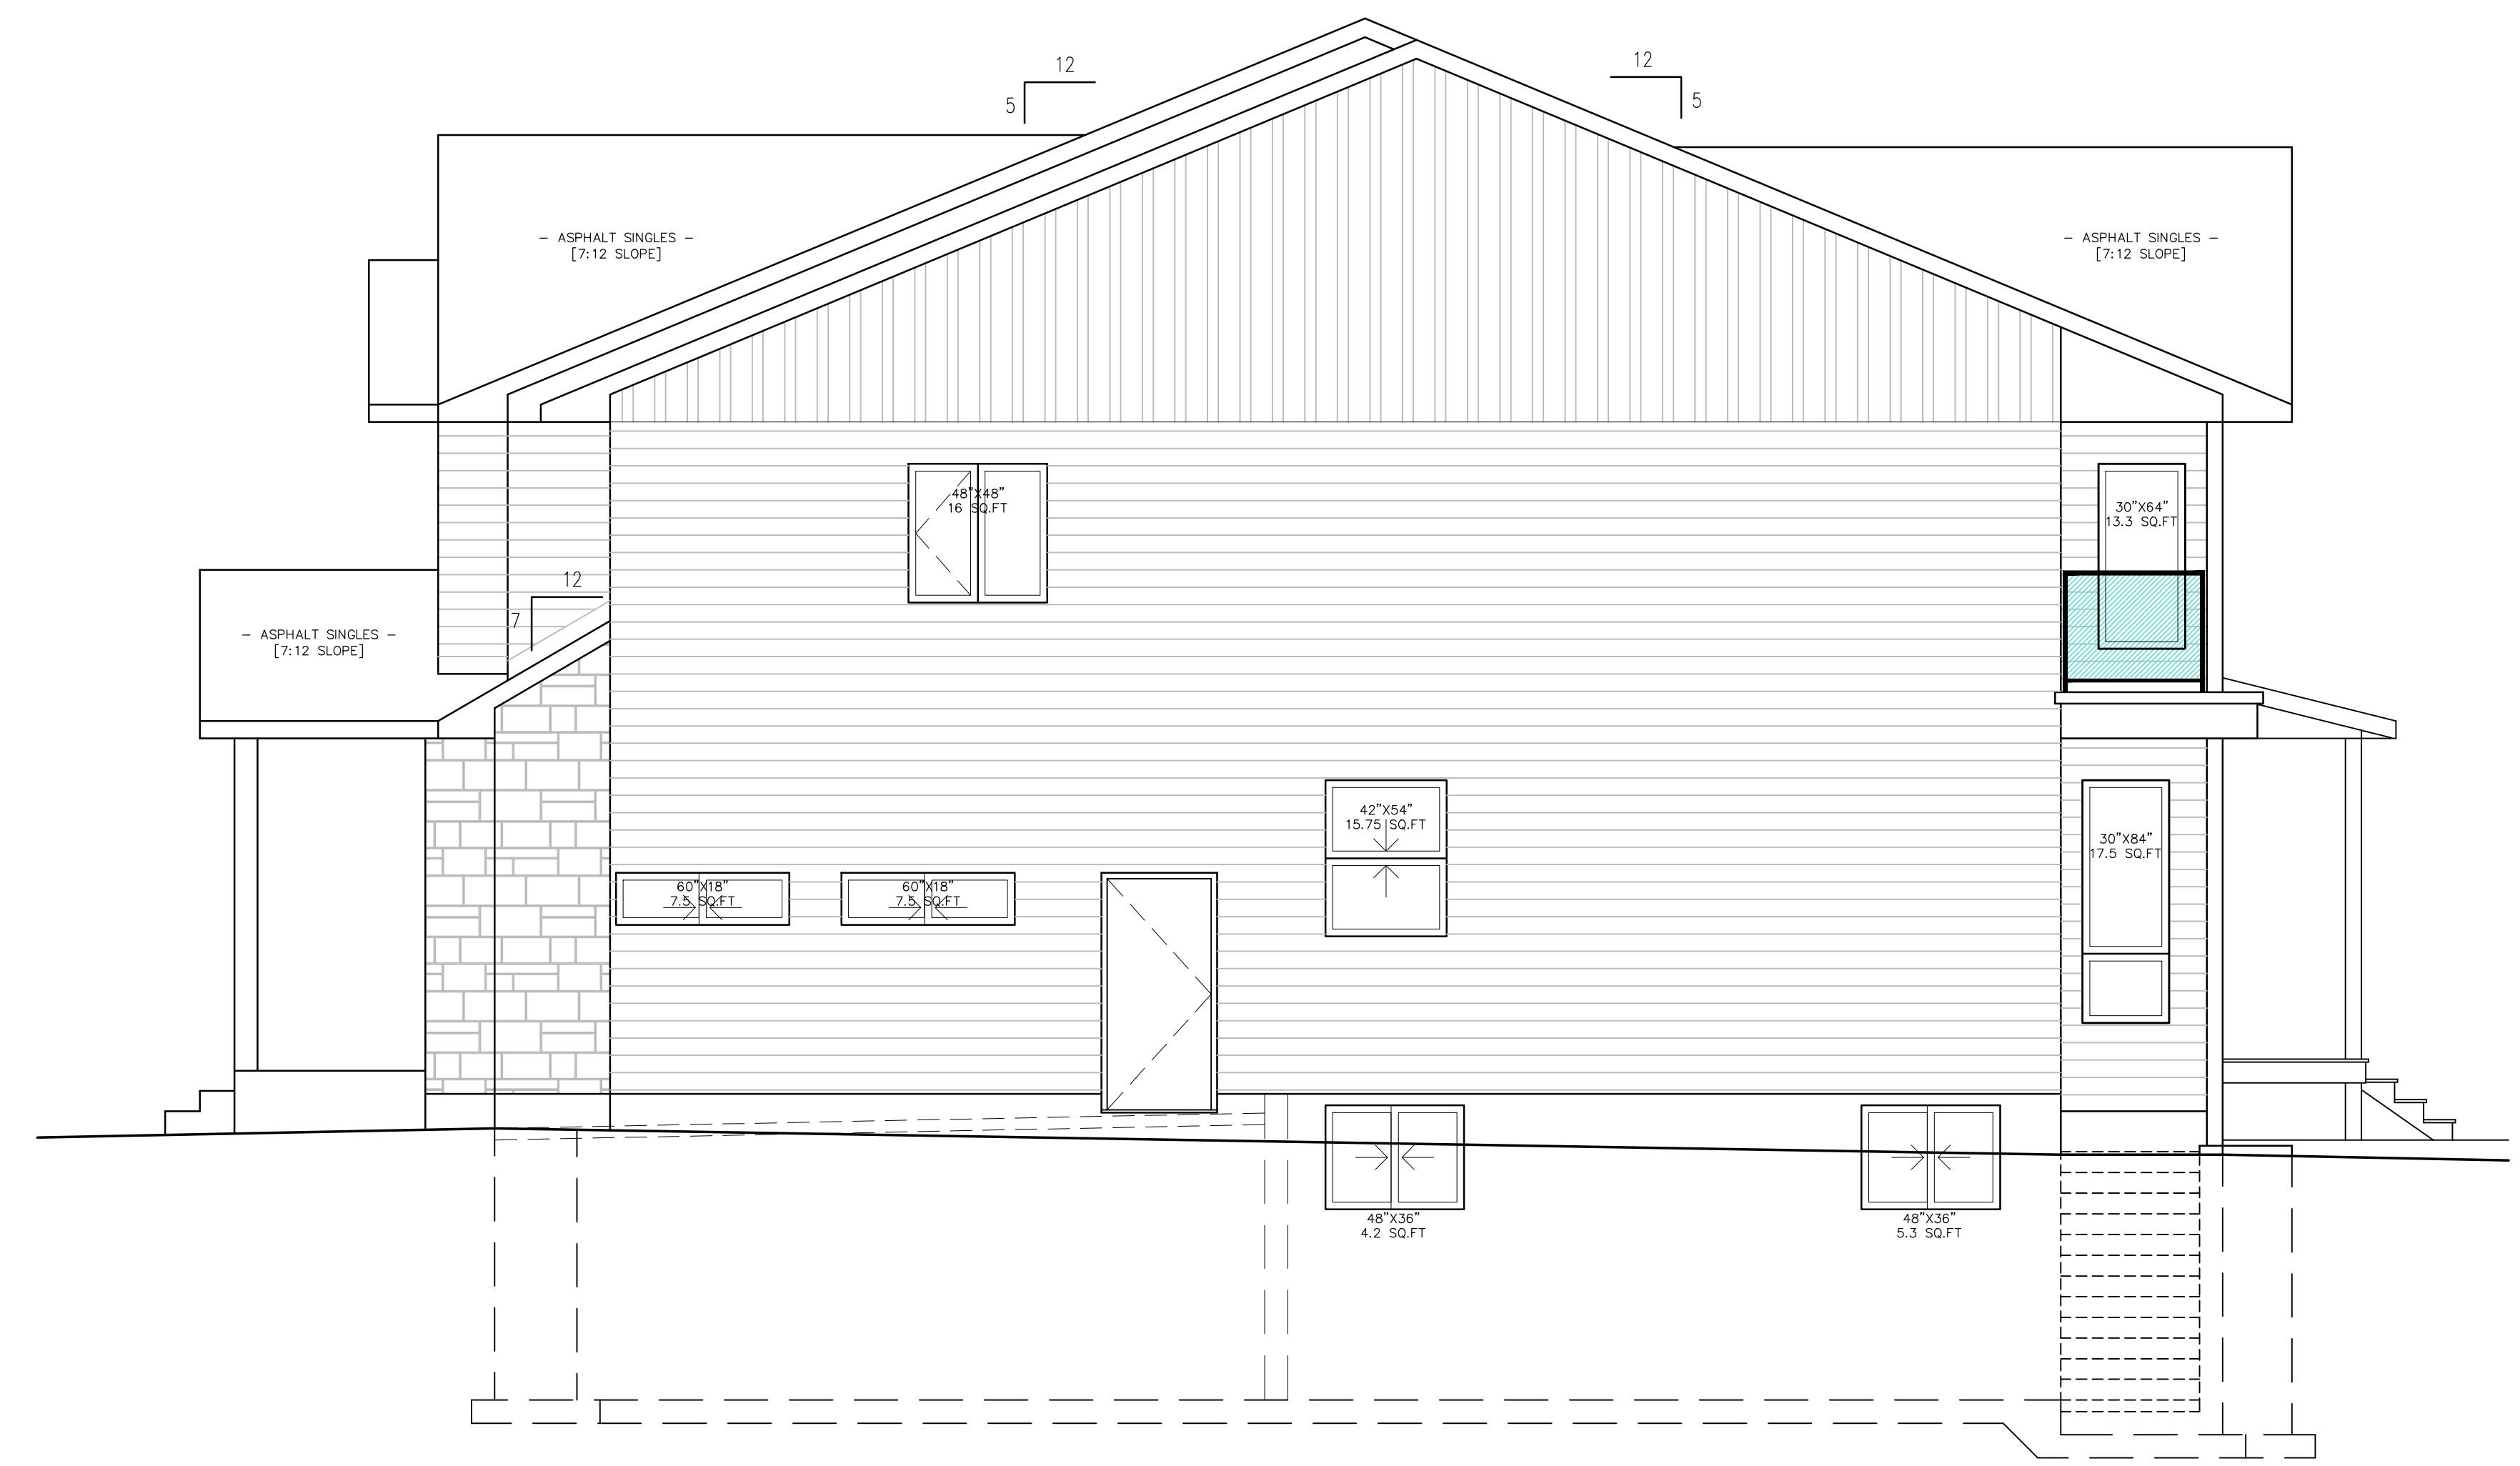 12
5
12
5
- ASPHALT SINGLES -
[7:12 SLOPE]
- ASPHALT SINGLES -
[7:12 SLOPE]
48"X48"
16 SQ.FT
30"X64"
13.3 SQ.FT
12
7
- ASPHALT SINGLES -
[7:12 SLOPE]
42"X54"
15.75 SQ.FT
30"X84"
17.5 SQ.FT
60"X18"
7.5 SQ.FT
60"X18"
7.5 SQ.FT
48"X36"
4.2 SQ.FT
48"X36"
5.3 SQ.FT